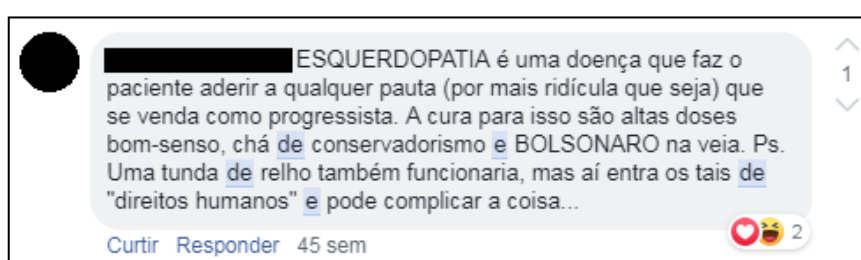 ESQUERDOPATIA é uma doença que faz o
paciente aderir a qualquer pauta (por mais ridícula que seja) que
se venda como progressista. A cura para isso são altas doses
bom-senso, chá de conservadorismo e BOLSONARO na veia. Ps.
Uma tunda de relho também funcionaria, mas aí entra os tais de
"direitos humanos" e pode complicar a coisa...
Curtir Responder 45 sem
2
1